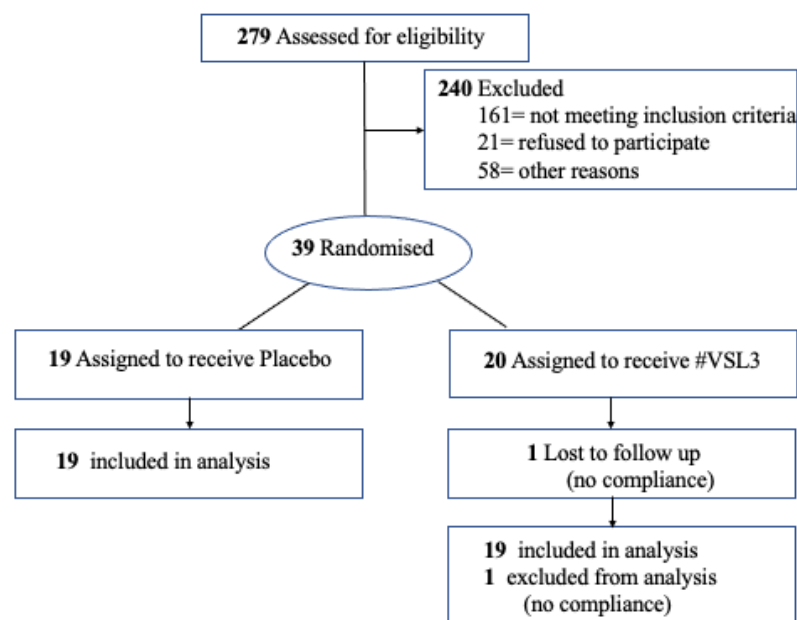 279 Assessed for eligibility
240 Excluded
161= not meeting inclusion criteria
21= refused to participate
58= other reasons
39 Randomised
19 Assigned to receive Placebo
20 Assigned to receive #VSL3
19 included in analysis
1 Lost to follow up
(no compliance)
19 included in analysis
1 excluded from analysis
(no compliance)